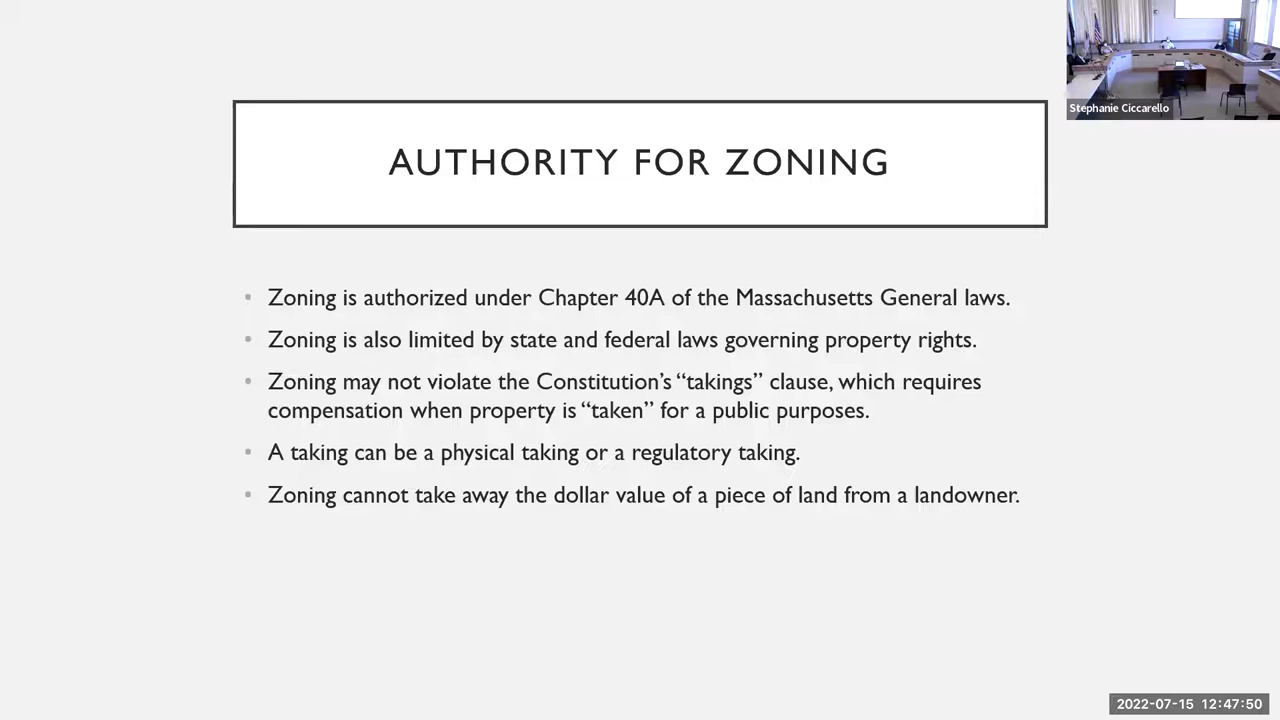 Stephanie Ciccarello
AUTHORITY FOR ZONING
• Zoning is authorized under Chapter 40A of the Massachusetts General laws.
• Zoning is also limited by state and federal laws governing property rights.
• Zoning may not violate the Constitution’s “takings” clause, which requires
compensation when property is “taken” for a public purposes.
• A taking can be a physical taking or a regulatory taking.
• Zoning cannot take away the dollar value of a piece of land from a landowner.
2022-07-15 12:47:50